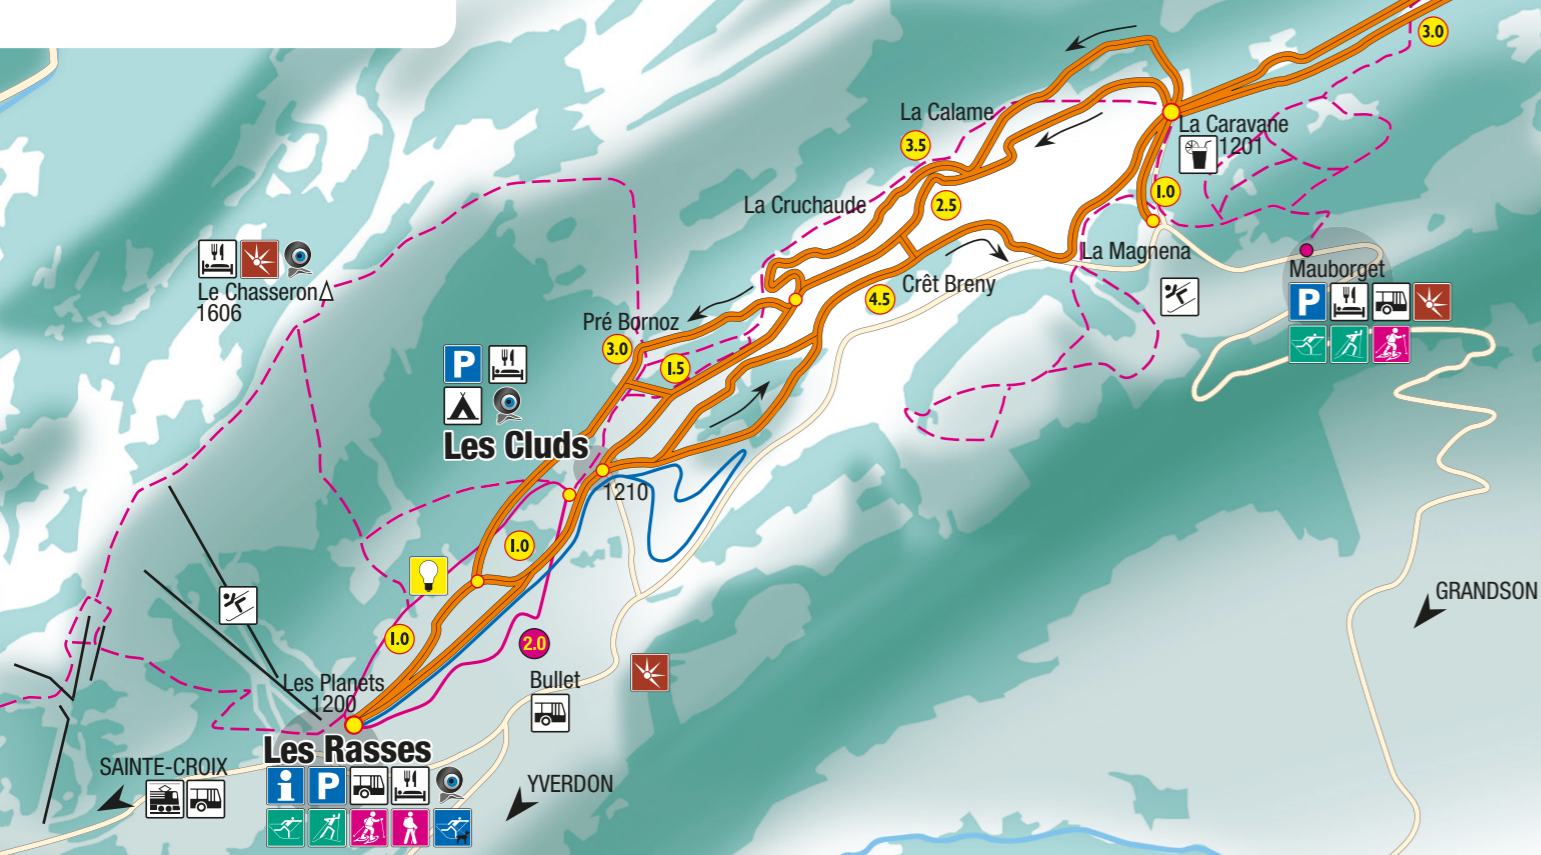 3.0
La Calame
La Caravane
1201
3.5
1.0
2.5
La Cruchaude
La Magnena
Mauborget
P
Le Chasseron
1606
Crêt Breny
4.5
Pré Bornoz
3.0
1.5
P
Les Cluds
1210
1.0
1.0
2.0
GRANDSON
Bullet
Les Planets
1200
Les Rasses
i P
SAINTE-CROIX
YVERDON